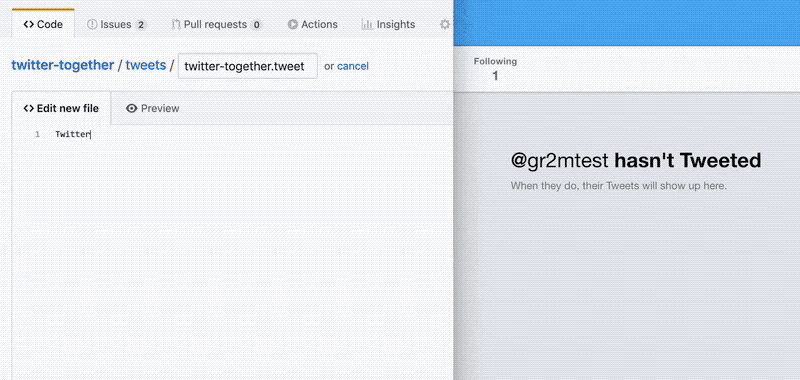 Code Issues 2 Pull requests 0 Actions Insights
twitter-together / tweets / twitter-together.tweet or cancel
Edit new file Preview
1 Twitter
Following
1
@gr2mtest hasn't Tweeted
When they do, their Tweets will show up here.